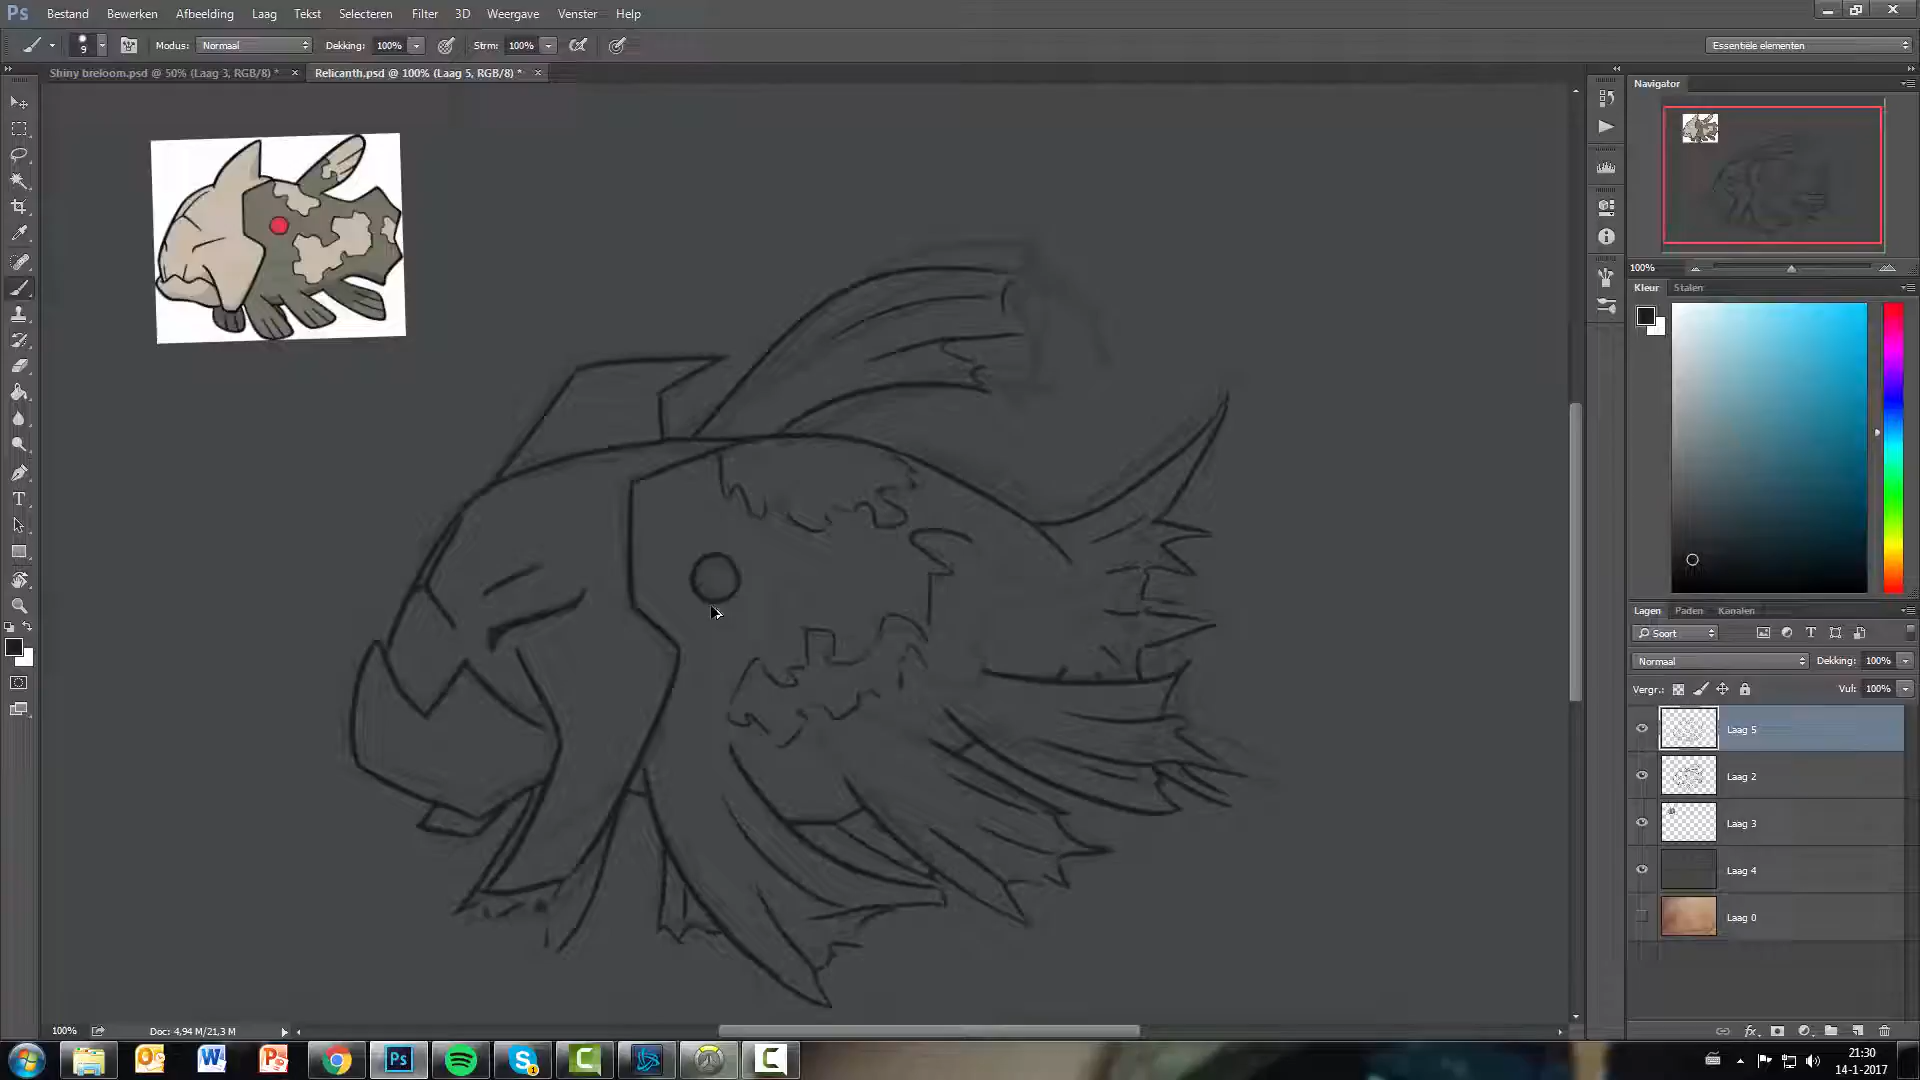 Ps Bestand Bewerken Afbeelding Laag Tekst Selecteren Filter 3D Weergave Venster Help
9 Modus: Normaal Dekking: 100% Strm: 100% Essentiële elementen
Shiny breloom.psd @ 50% (Laag 3, RGB/8) * × Relicanth.psd @ 100% (Laag 5, RGB/8) * ×
Navigator
100%
Kleur Stalen
Lagen Paden Kanalen
Soort
Normaal Dekking: 100%
Vergr.: Vul: 100%
Laag 5
Laag 2
Laag 3
Laag 4
Laag 0
100% Doc: 4,94 M/21,3 M
21:30
14-1-2017